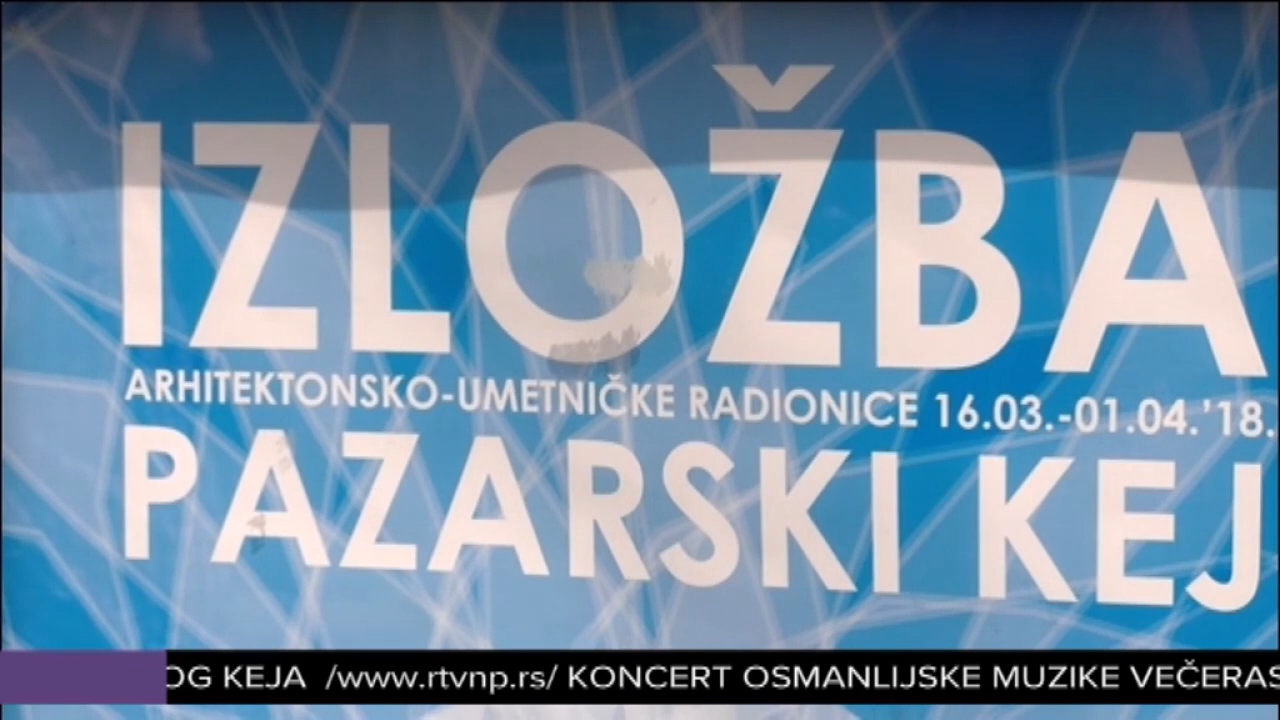 IZLOŽBA
ARHITEKTONSKO-UMETNIČKE RADIONICE 16.03.-01.04.'18.
PAZARSKI KEJ
OG KEJA /www.rtvnp.rs/ KONCERT OSMANLIJSKE MUZIKE VEČERAS